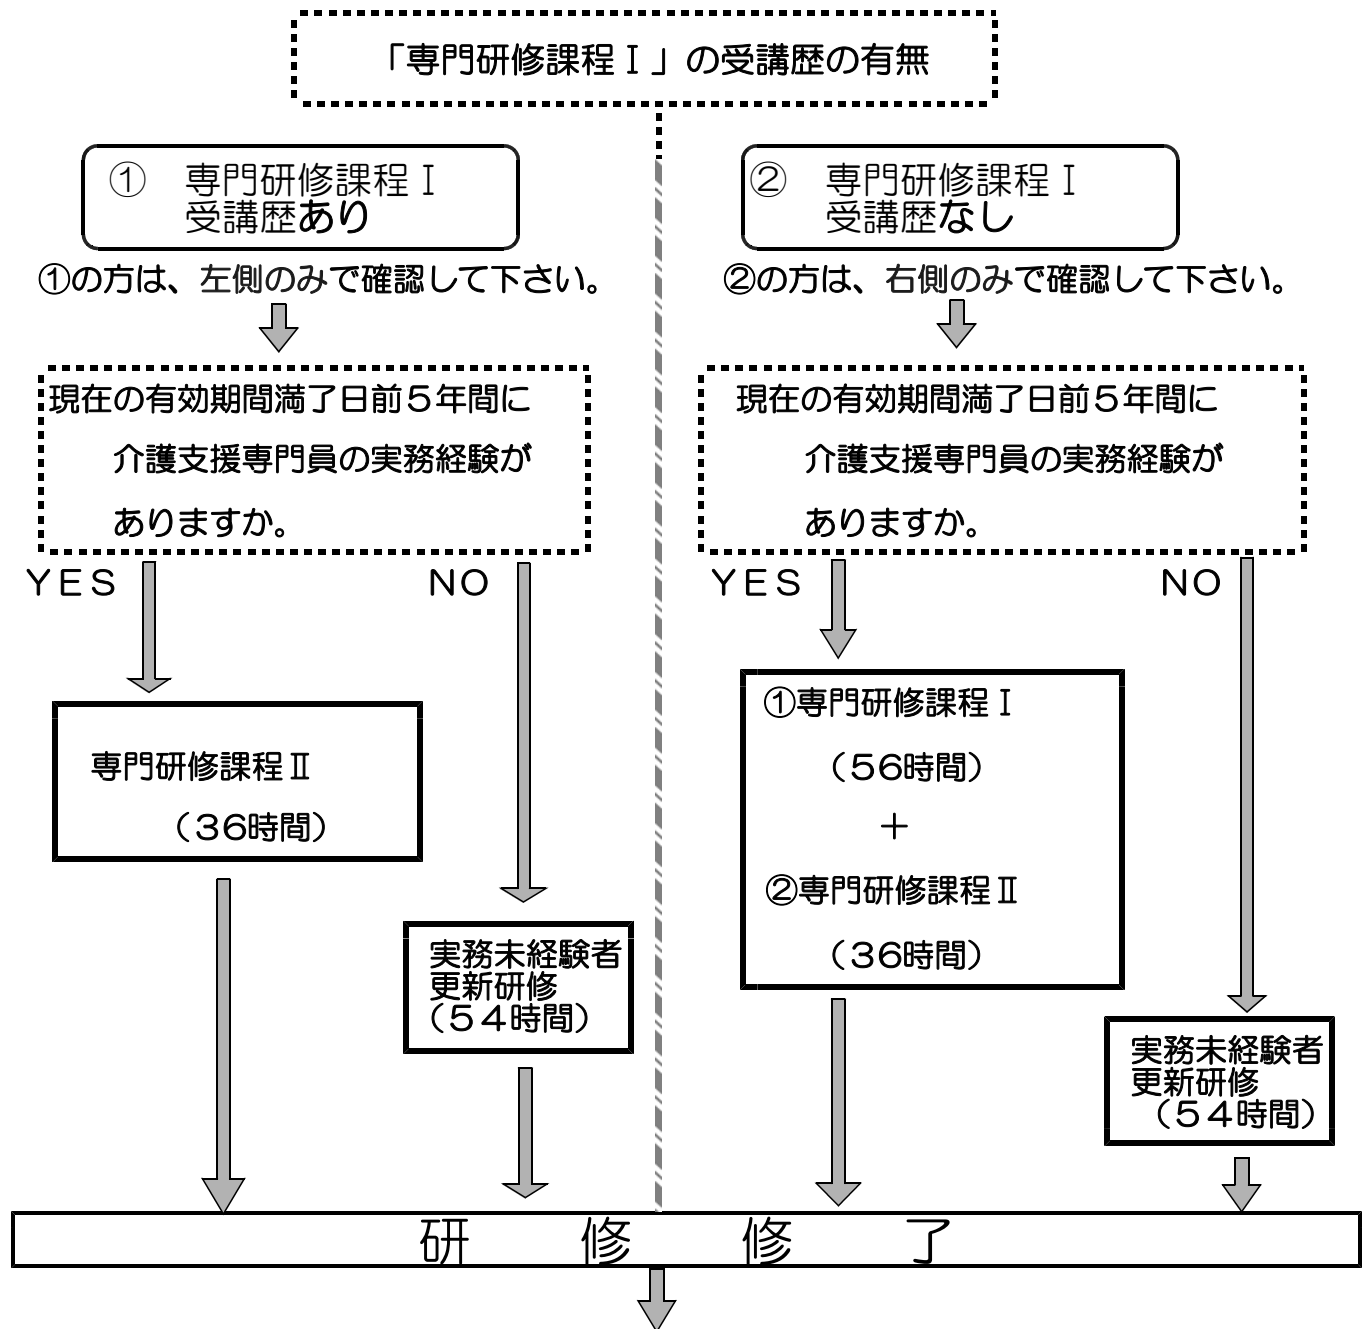 「専門研修課程Ⅰ」の受講歴の有無
① 専門研修課程Ⅰ
受講歴あり
①の方は、左側のみで確認して下さい。
現在の有効期間満了日前５年間に
介護支援専門員の実務経験が
ありますか。
ＹＥＳ
ＮＯ
専門研修課程Ⅱ
（３６時間）
実務未経験者
更新研修
（５４時間）
② 専門研修課程Ⅰ
受講歴なし
②の方は、右側のみで確認して下さい。
現在の有効期間満了日前５年間に
介護支援専門員の実務経験が
ありますか。
ＹＥＳ
ＮＯ
①専門研修課程Ⅰ
（５６時間）
＋
②専門研修課程Ⅱ
（３６時間）
実務未経験者
更新研修
（５４時間）
研　修　修　了